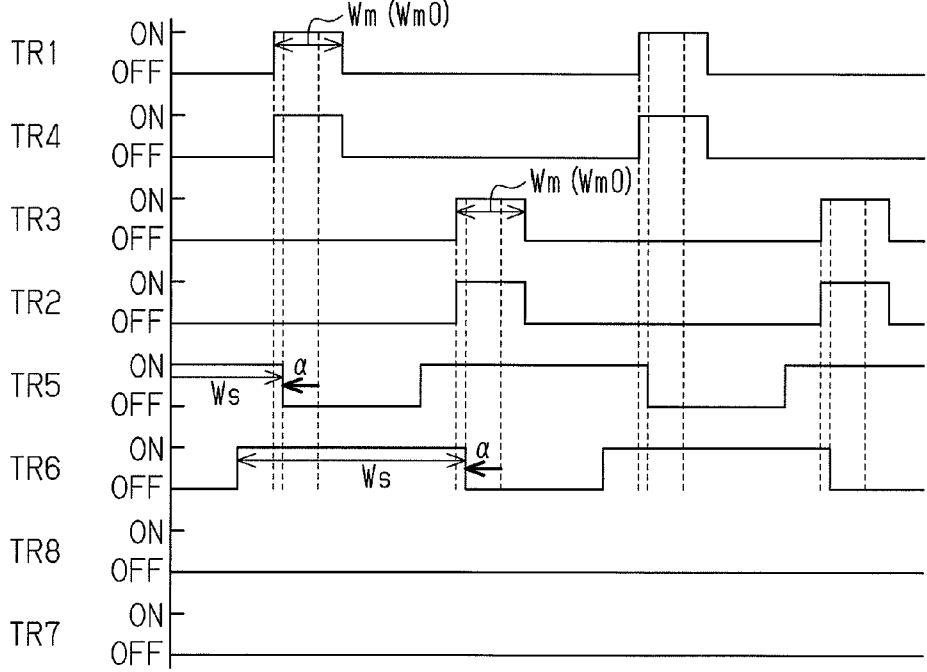 Wm (Wm0)
TR1 ON
OFF
TR4 ON
OFF
Wm (Wm0)
TR3 ON
OFF
TR2 ON
OFF
TR5 ON
OFF
Ws
α
TR6 ON
OFF
Ws
α
TR8 ON
OFF
TR7 ON
OFF